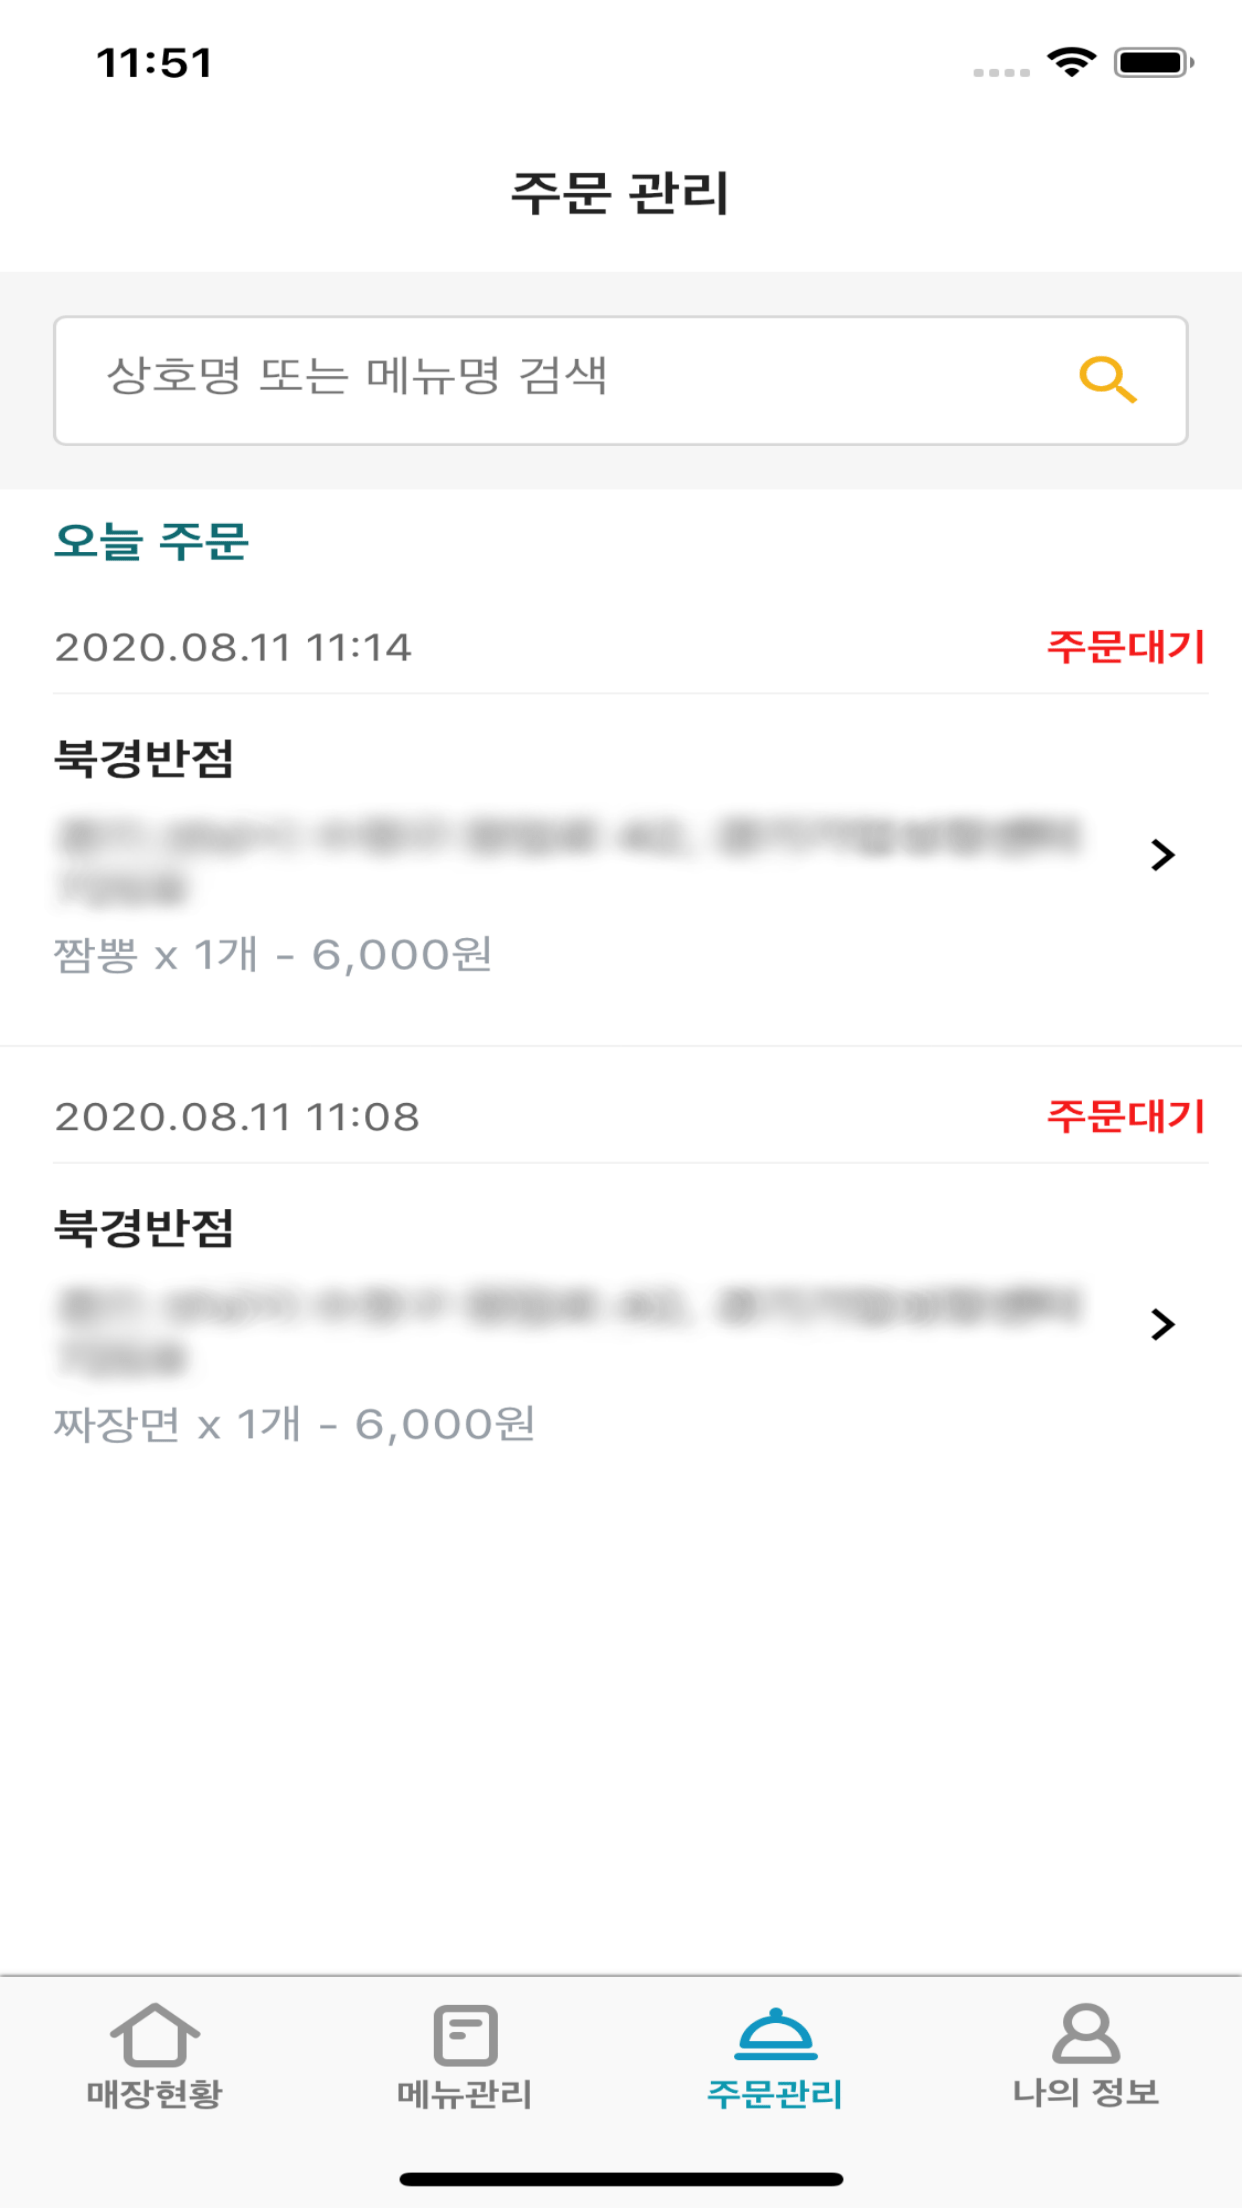 11:51
주문 관리
상호명 또는 메뉴명 검색
오늘 주문
2020.08.11 11:14
주문대기
북경반점
짬뽕 x 1개 - 6,000원
2020.08.11 11:08
주문대기
북경반점
짜장면 x 1개 - 6,000원
매장현황
메뉴관리
주문관리
나의 정보